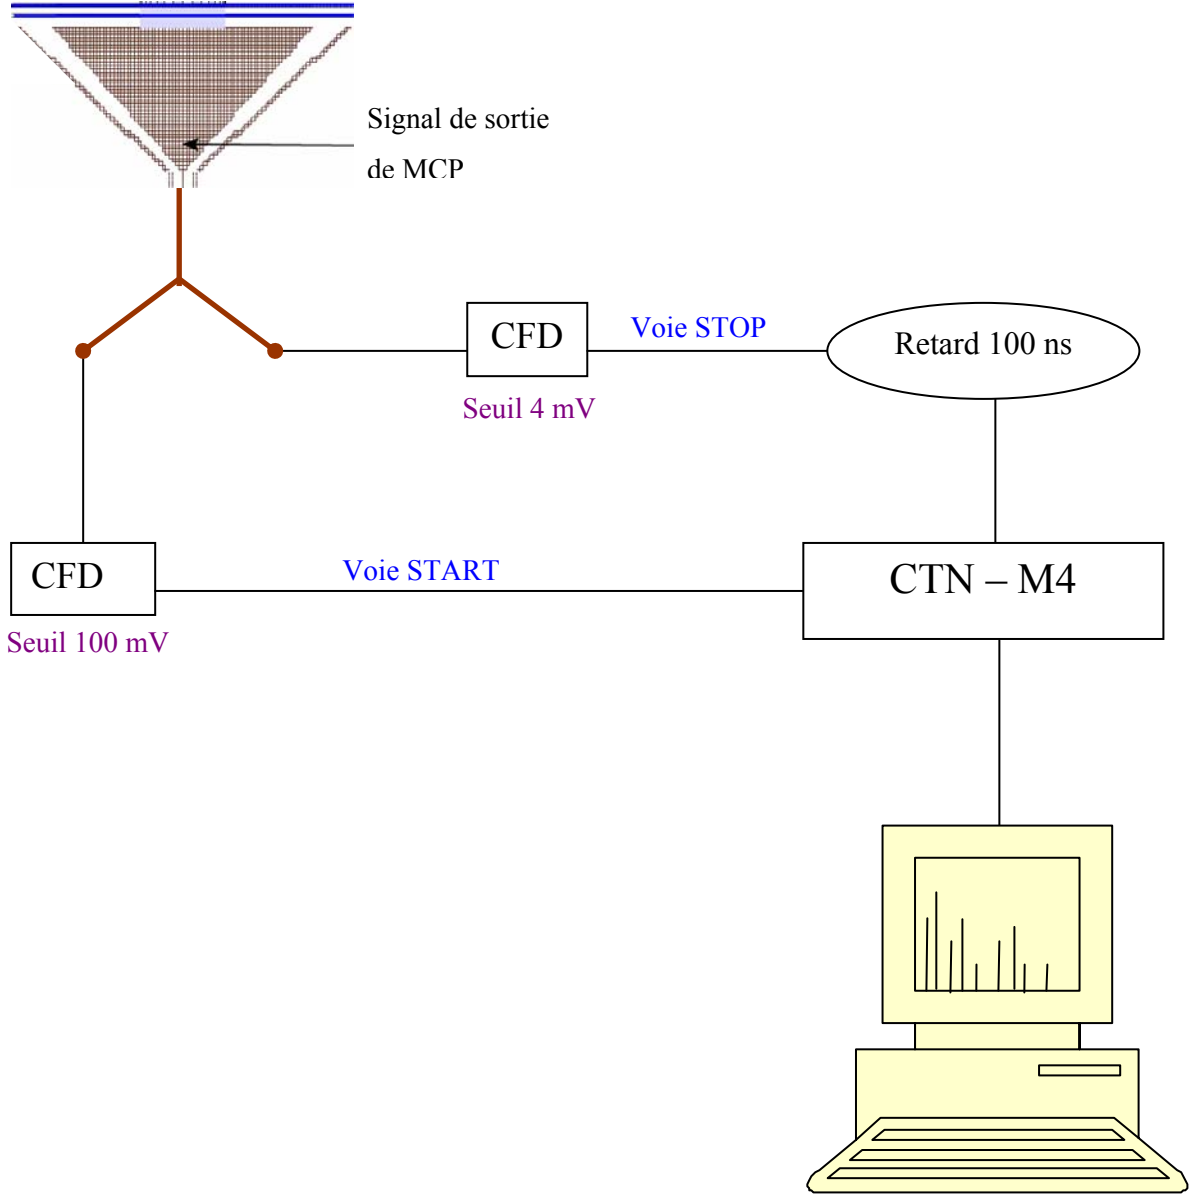 Signal de sortie
de MCP
CFD
Voie STOP
Retard 100 ns
Seuil 4 mV
CFD
Voie START
CTN – M4
Seuil 100 mV